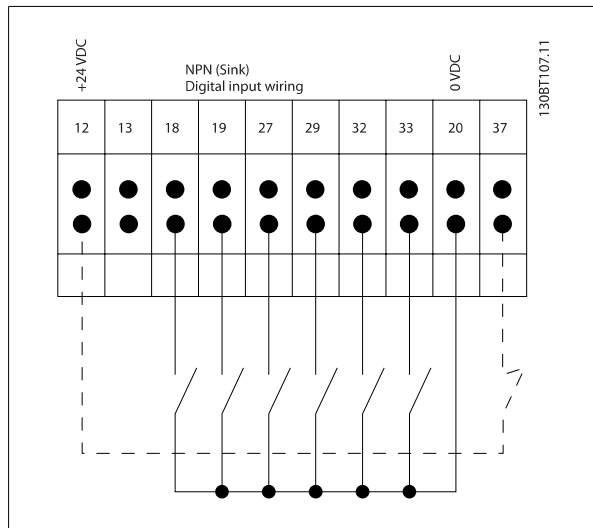 +24 VDC
NPN (Sink)
Digital input wiring
0 VDC
130BT107.11
12 13 18 19 27 29 32 33 20 37